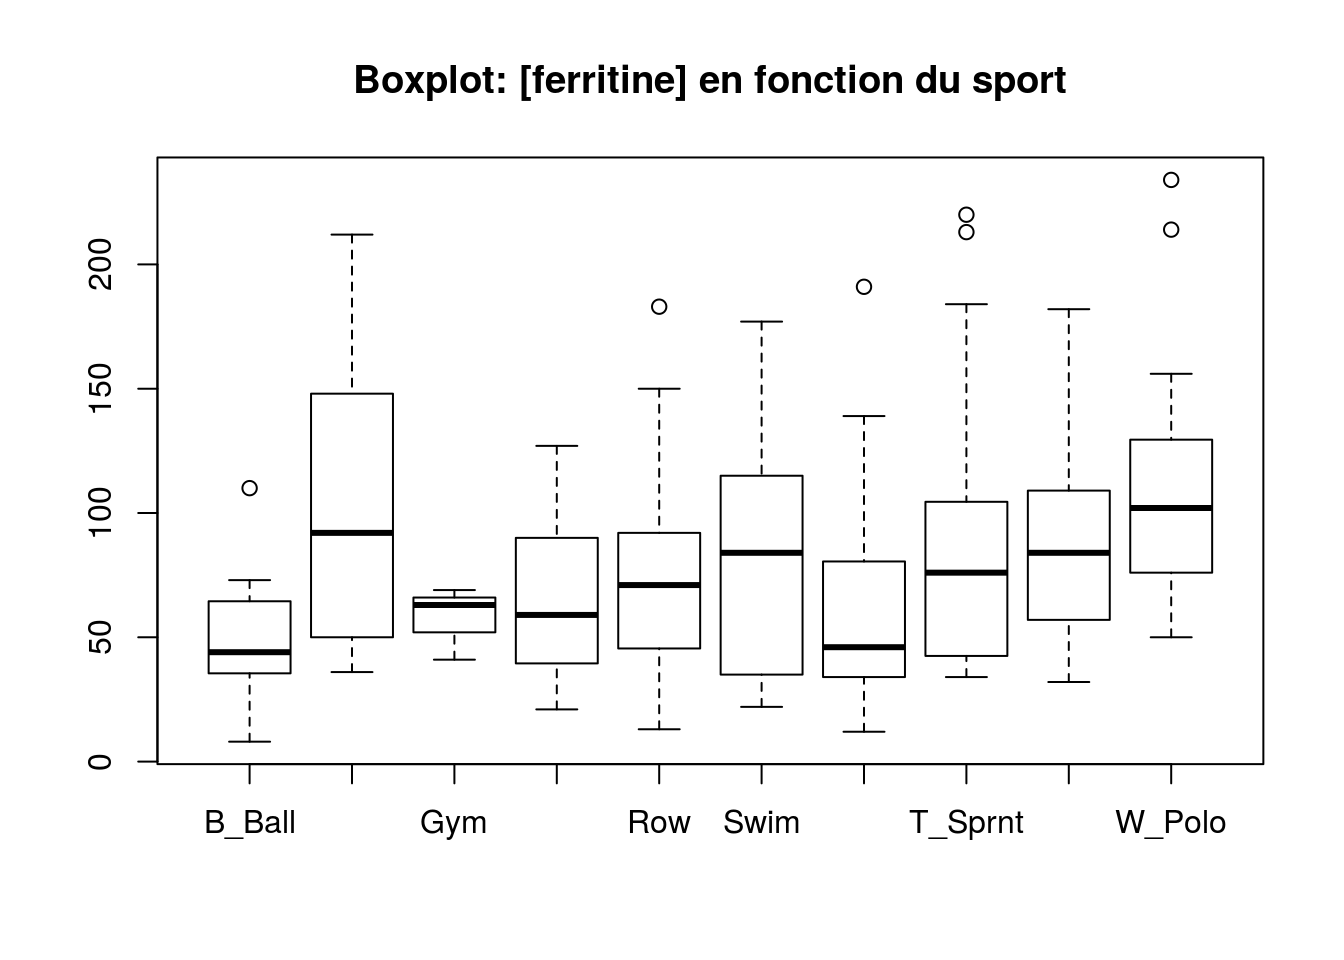 Boxplot: [ferritine] en fonction du sport
200
150
100
50
0
B_Ball Gym Row Swim T_Sprnt W_Polo